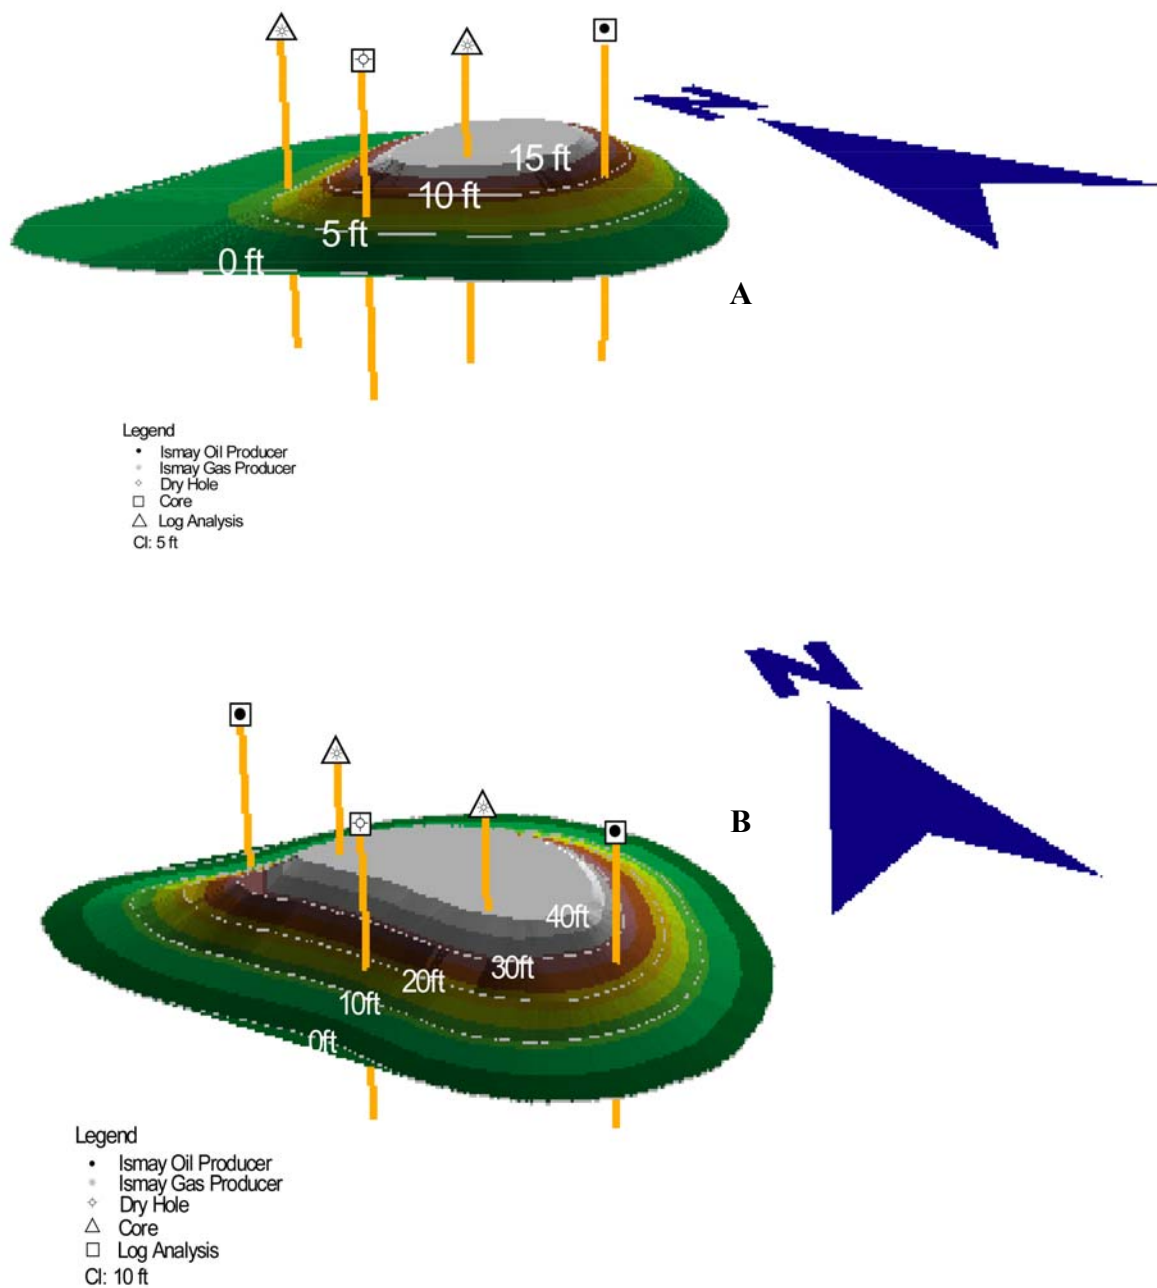 N
15 ft
10 ft
5 ft
0 ft
A
Legend
Ismay Oil Producer
Ismay Gas Producer
Dry Hole
Core
Log Analysis
CI: 5 ft
N
B
40ft
30ft
20ft
10ft
0ft
Legend
Ismay Oil Producer
Ismay Gas Producer
Dry Hole
Core
Log Analysis
CI: 10 ft